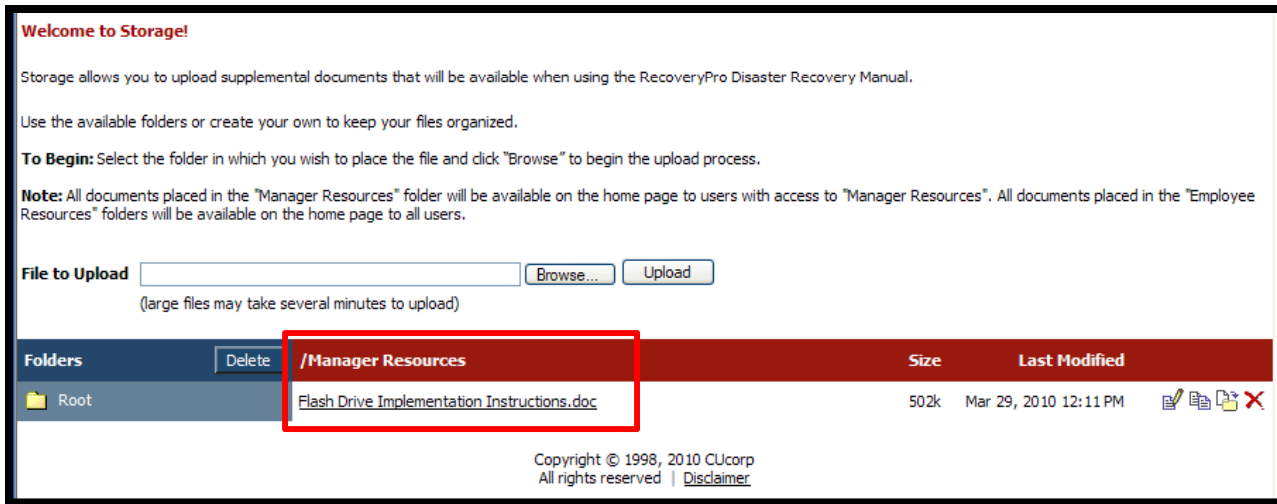 Welcome to Storage!
Storage allows you to upload supplemental documents that will be available when using the RecoveryPro Disaster Recovery Manual.
Use the available folders or create your own to keep your files organized.
To Begin: Select the folder in which you wish to place the file and click "Browse" to begin the upload process.
Note: All documents placed in the "Manager Resources" folder will be available on the home page to users with access to "Manager Resources". All documents placed in the "Employee
Resources" folders will be available on the home page to all users.
File to Upload Browse... Upload
(large files may take several minutes to upload)
Folders Delete /Manager Resources Size Last Modified
Root Flash Drive Implementation Instructions.doc 502k Mar 29, 2010 12:11 PM
Copyright © 1998, 2010 CUcorp
All rights reserved | Disclaimer